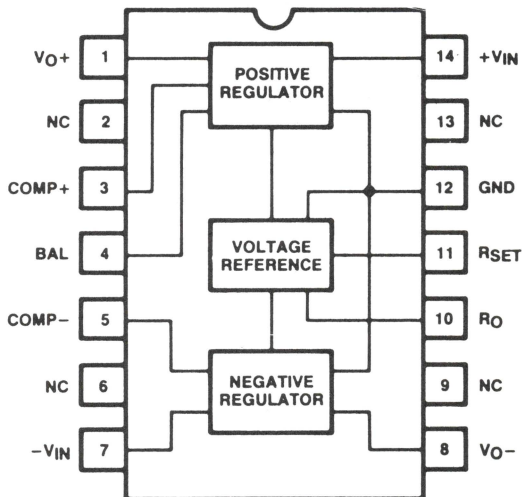 VO+ 1
NC 2
COMP+ 3
BAL 4
COMP− 5
NC 6
−VIN 7
POSITIVE
REGULATOR
VOLTAGE
REFERENCE
NEGATIVE
REGULATOR
14 +VIN
13 NC
12 GND
11 RSET
10 RO
9 NC
8 VO−